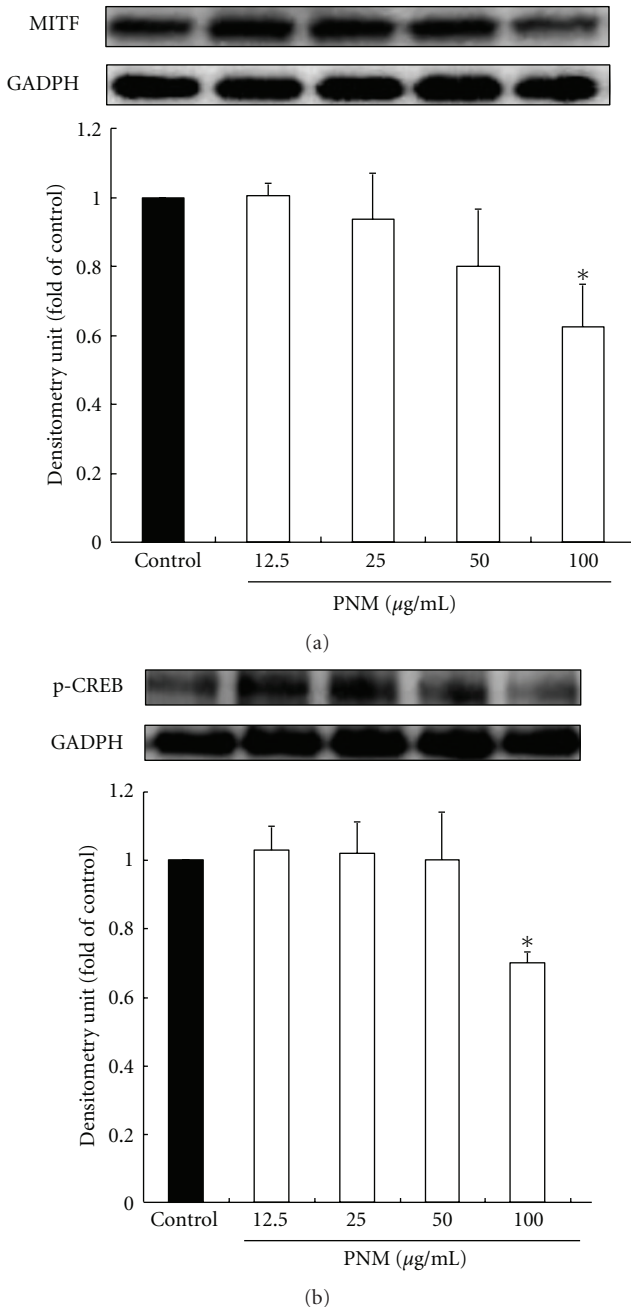 MITF
GADPH
1.2
1
0.8
0.6
0.4
0.2
0
Densitometry unit (fold of control)
*
Control 12.5 25 50 100
PNM (µg/mL)
(a)
p-CREB
GADPH
1.2
1
0.8
0.6
0.4
0.2
0
Densitometry unit (fold of control)
*
Control 12.5 25 50 100
PNM (µg/mL)
(b)